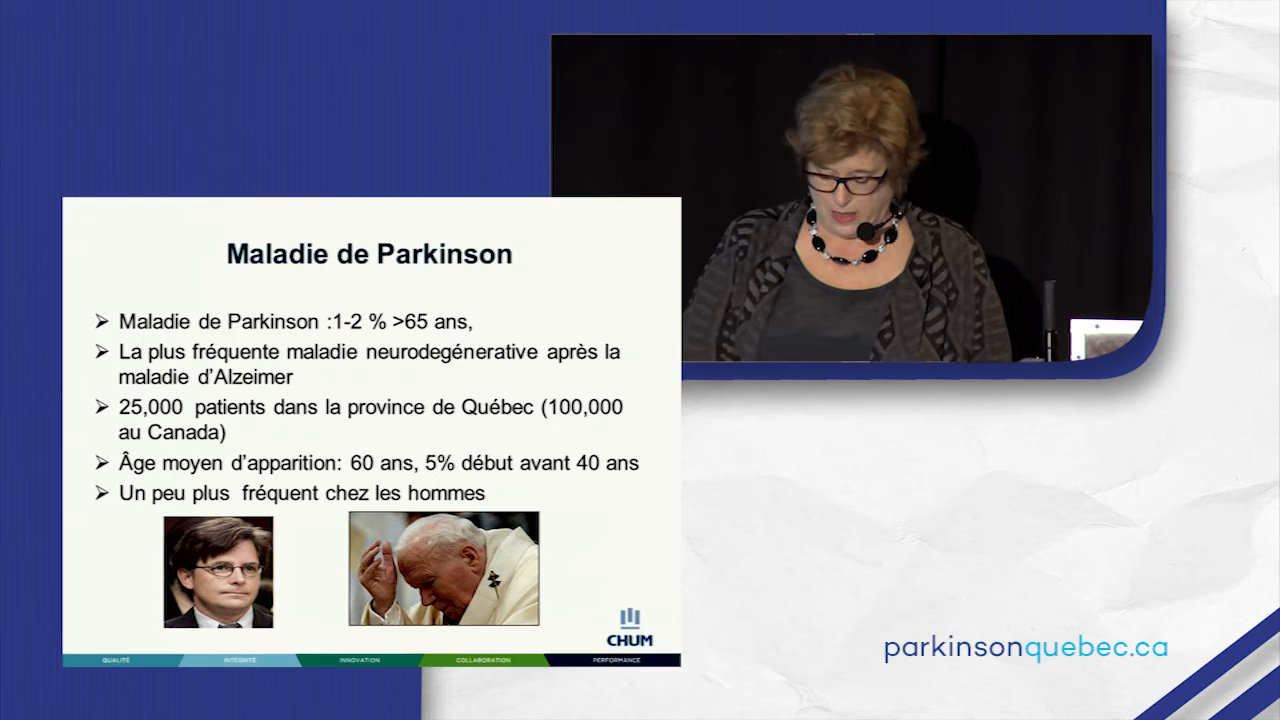 Maladie de Parkinson
➢ Maladie de Parkinson :1-2 % >65 ans,
➢ La plus fréquente maladie neurodegénerative après la
maladie d’Alzeimer
➢ 25,000 patients dans la province de Québec (100,000
au Canada)
➢ Âge moyen d’apparition: 60 ans, 5% début avant 40 ans
➢ Un peu plus fréquent chez les hommes
CHUM
QUALITÉ INTÉGRITÉ INNOVATION COLLABORATION PERFORMANCE
parkinsonquebec.ca